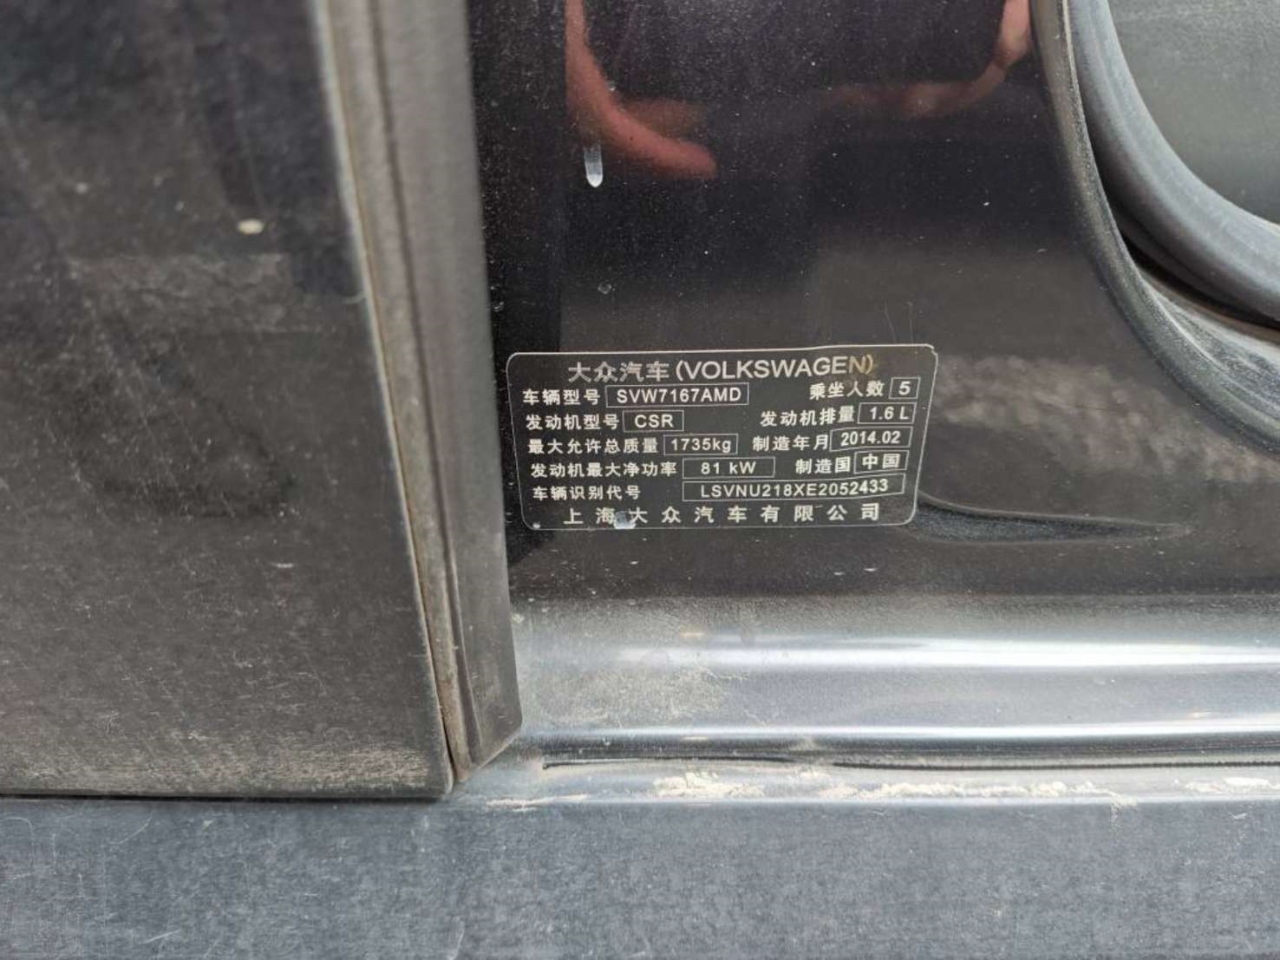 大众汽车(VOLKSWAGEN)
车辆型号 SVW7167AMD 乘坐人数 5
发动机型号 CSR 发动机排量 1.6 L
最大允许总质量 1735kg 制造年月 2014.02
发动机最大净功率 81 kW 制造国 中国
车辆识别代号 LSVNU218XE2052433
上海大众汽车有限公司